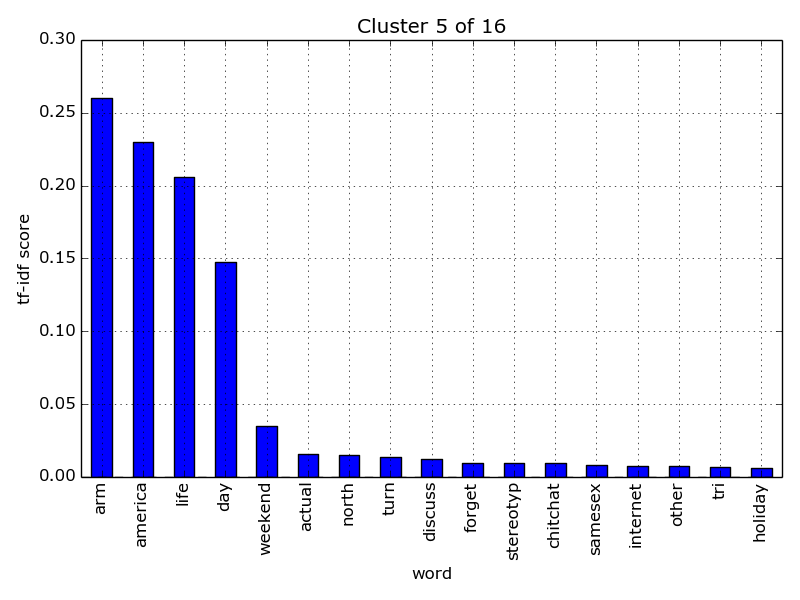 Cluster 5 of 16
0.30
0.25
0.20
0.15
0.10
0.05
0.00
tf-idf score
arm
america
life
day
weekend
actual
north
turn
discuss
forget
stereotyp
chitchat
samesex
internet
other
tri
holiday
word